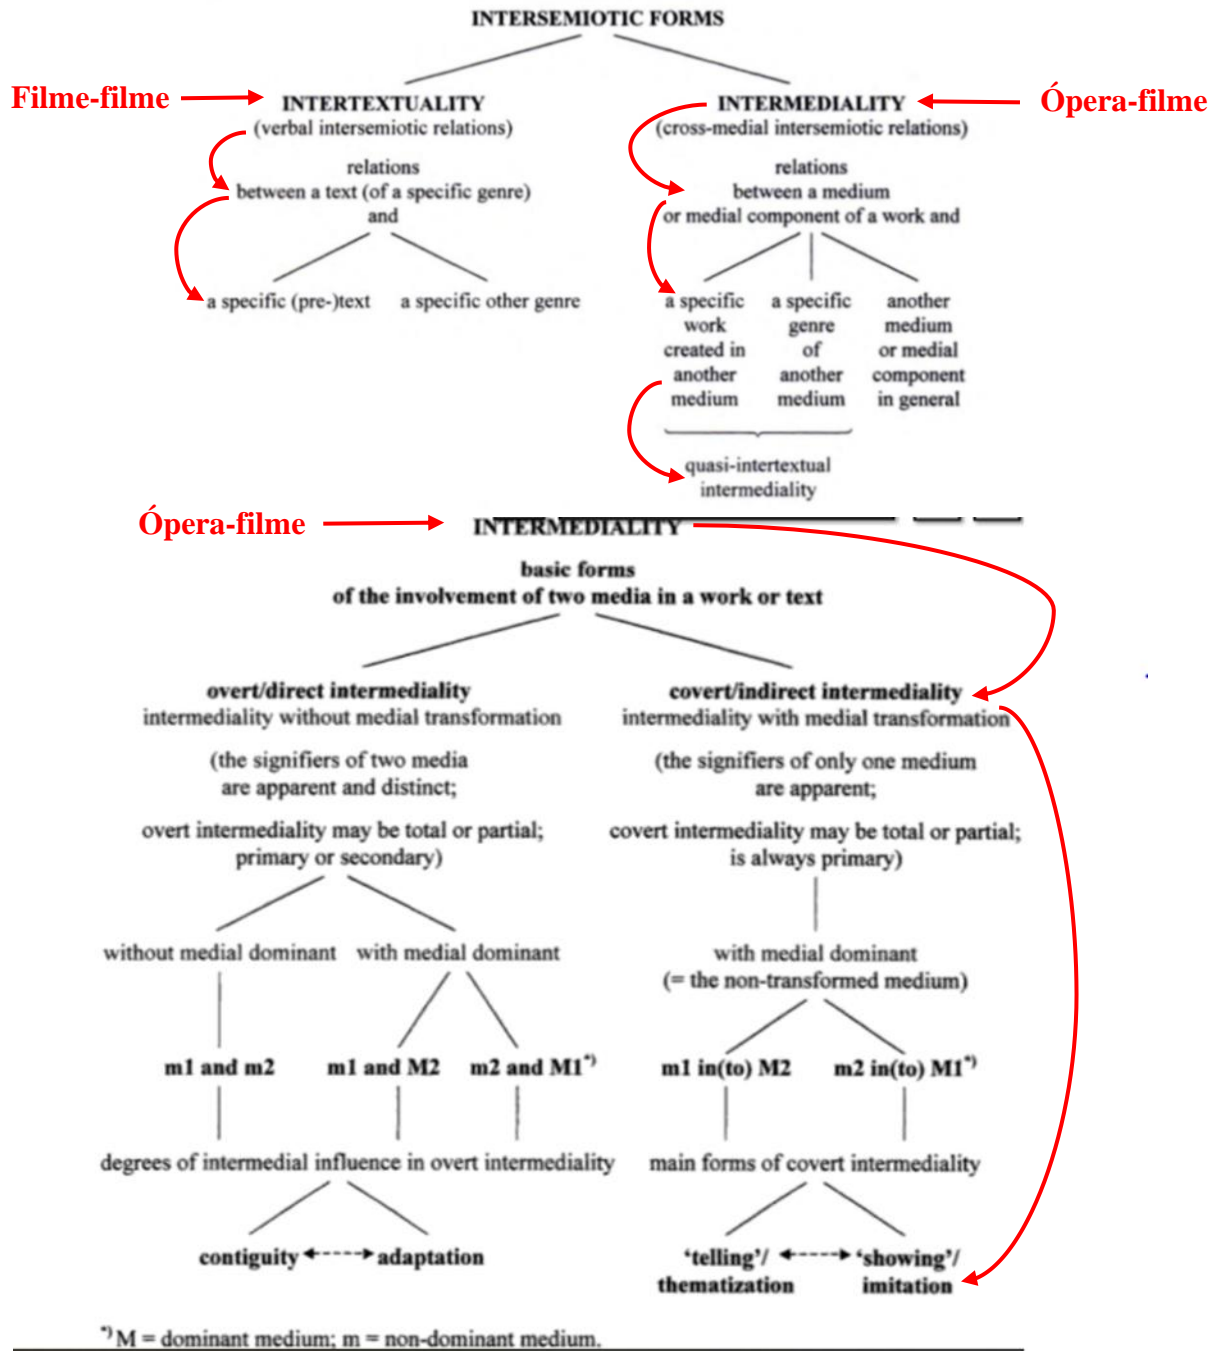 INTERSEMIOTIC FORMS
Filme-filme
INTERTEXTUALITY
(verbal intersemiotic relations)
relations
between a text (of a specific genre)
and
a specific (pre-)text
a specific other genre
Ópera-filme
INTERMEDIALITY
(cross-medial intersemiotic relations)
relations
between a medium
or medial component of a work and
a specific
work
created in
another
medium
a specific
genre
of
another
medium
another
medium
or medial
component
in general
quasi-intertextual
intermediality
Ópera-filme
INTERMEDIALITY
basic forms
of the involvement of two media in a work or text
overt/direct intermediality
intermediality without medial transformation
(the signifiers of two media
are apparent and distinct;
overt intermediality may be total or partial;
primary or secondary)
without medial dominant
with medial dominant
m1 and m2
m1 and M2
m2 and M1*)
degrees of intermedial influence in overt intermediality
contiguity
adaptation
covert/indirect intermediality
intermediality with medial transformation
(the signifiers of only one medium
are apparent;
covert intermediality may be total or partial;
is always primary)
with medial dominant
(= the non-transformed medium)
m1 in(to) M2
m2 in(to) M1*)
main forms of covert intermediality
‘telling’/
thematization
‘showing’/
imitation
*) M = dominant medium; m = non-dominant medium.